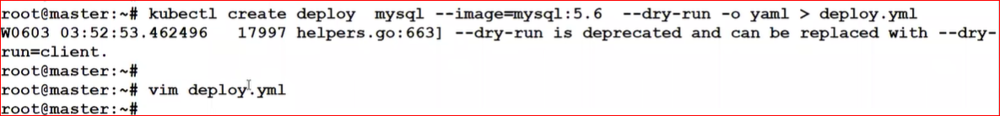 root@master:~# kubectl create deploy  mysql --image=mysql:5.6  --dry-run -o yaml > deploy.yml
W0603 03:52:53.462496   17997 helpers.go:663] --dry-run is deprecated and can be replaced with --dry-
run=client.
root@master:~#
root@master:~# vim deploy.yml
root@master:~#